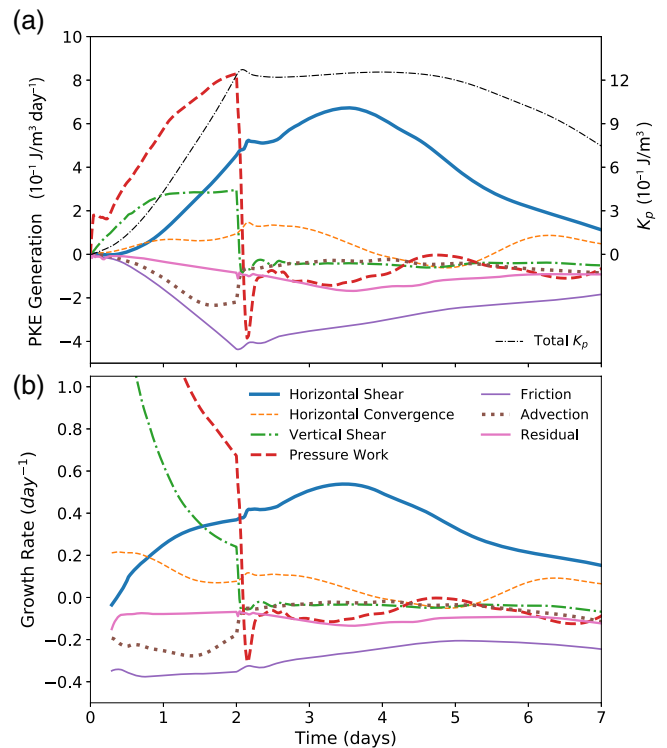 (a)
10
8
6
4
2
0
−2
−4
PKE Generation (10⁻¹ J/m³ day⁻¹)
12
9
6
3
0
K_p (10⁻¹ J/m³)
Total K_p
(b)
1.0
0.8
0.6
0.4
0.2
0.0
−0.2
−0.4
Growth Rate (day⁻¹)
Horizontal Shear
Horizontal Convergence
Vertical Shear
Pressure Work
Friction
Advection
Residual
0 1 2 3 4 5 6 7
Time (days)